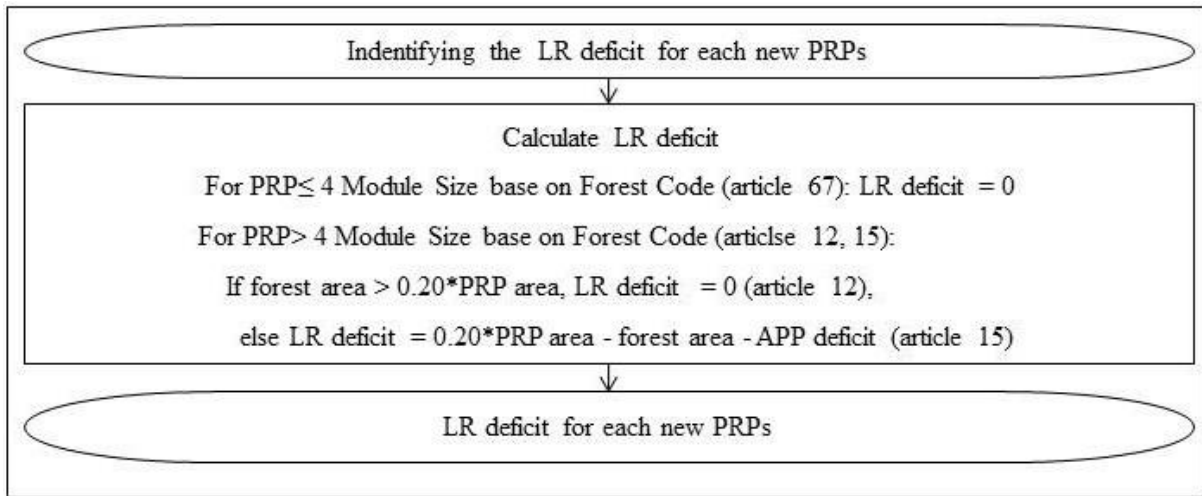 Indentifying the LR deficit for each new PRPs
Calculate LR deficit
For PRP≤ 4 Module Size base on Forest Code (article 67): LR deficit = 0
For PRP> 4 Module Size base on Forest Code (articlse 12, 15):
If forest area > 0.20*PRP area, LR deficit = 0 (article 12),
else LR deficit = 0.20*PRP area - forest area - APP deficit (article 15)
LR deficit for each new PRPs